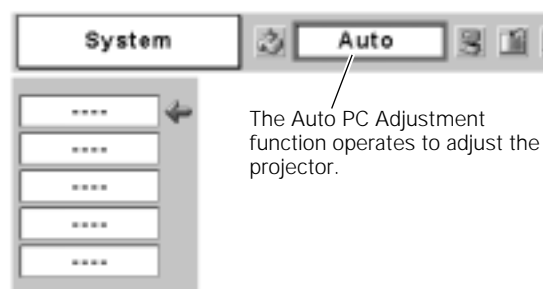 System
Auto
The Auto PC Adjustment
function operates to adjust the
projector.
----
----
----
----
----